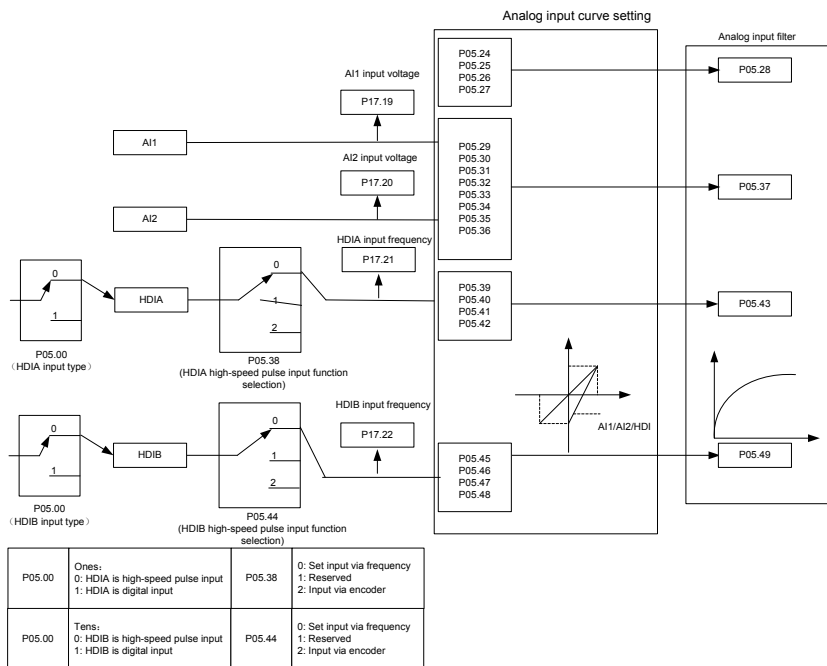 Analog input curve setting
Analog input filter
P05.24
P05.25
P05.26
P05.27
P05.28
AI1 input voltage
P17.19
AI1
AI2 input voltage
P17.20
AI2
P05.29
P05.30
P05.31
P05.32
P05.33
P05.34
P05.35
P05.36
P05.37
HDIA input frequency
P17.21
0
1
HDIA
0
1
2
P05.39
P05.40
P05.41
P05.42
P05.43
P05.00
（HDIA input type）
P05.38
(HDIA high-speed pulse input function
selection)
HDIB input frequency
P17.22
AI1/AI2/HDI
0
1
HDIB
0
1
2
P05.45
P05.46
P05.47
P05.48
P05.49
P05.00
（HDIB input type）
P05.44
(HDIB high-speed pulse input function
selection)
P05.00
Ones：
0: HDIA is high-speed pulse input
1: HDIA is digital input
P05.38
0: Set input via frequency
1: Reserved
2: Input via encoder
P05.00
Tens：
0: HDIB is high-speed pulse input
1: HDIB is digital input
P05.44
0: Set input via frequency
1: Reserved
2: Input via encoder